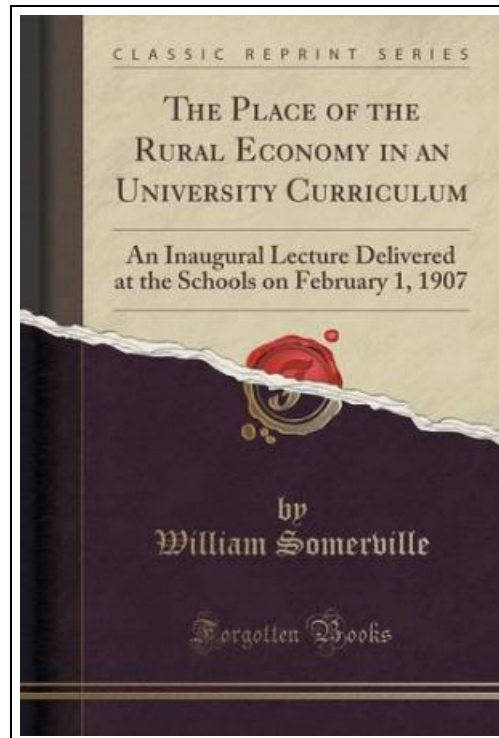 CLASSIC REPRINT SERIES
THE PLACE OF THE
RURAL ECONOMY IN AN
UNIVERSITY CURRICULUM
An Inaugural Lecture Delivered
at the Schools on February 1, 1907
F
by
William Somerville
Forgotten Books